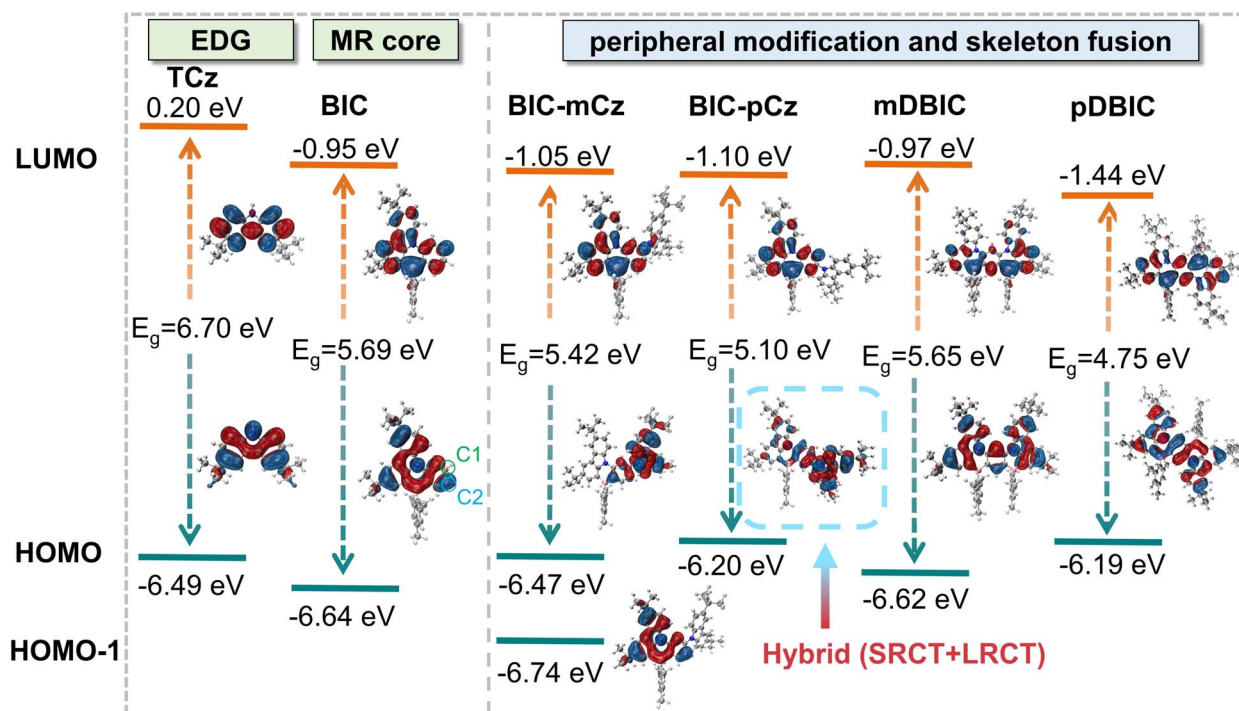 EDG
MR core
peripheral modification and skeleton fusion
TCz
BIC
BIC-mCz
BIC-pCz
mDBIC
pDBIC
LUMO
0.20 eV
-0.95 eV
-1.05 eV
-1.10 eV
-0.97 eV
-1.44 eV
Eg=6.70 eV
Eg=5.69 eV
Eg=5.42 eV
Eg=5.10 eV
Eg=5.65 eV
Eg=4.75 eV
C1
C2
HOMO
-6.49 eV
-6.64 eV
-6.47 eV
-6.20 eV
-6.62 eV
-6.19 eV
HOMO-1
-6.74 eV
Hybrid (SRCT+LRCT)